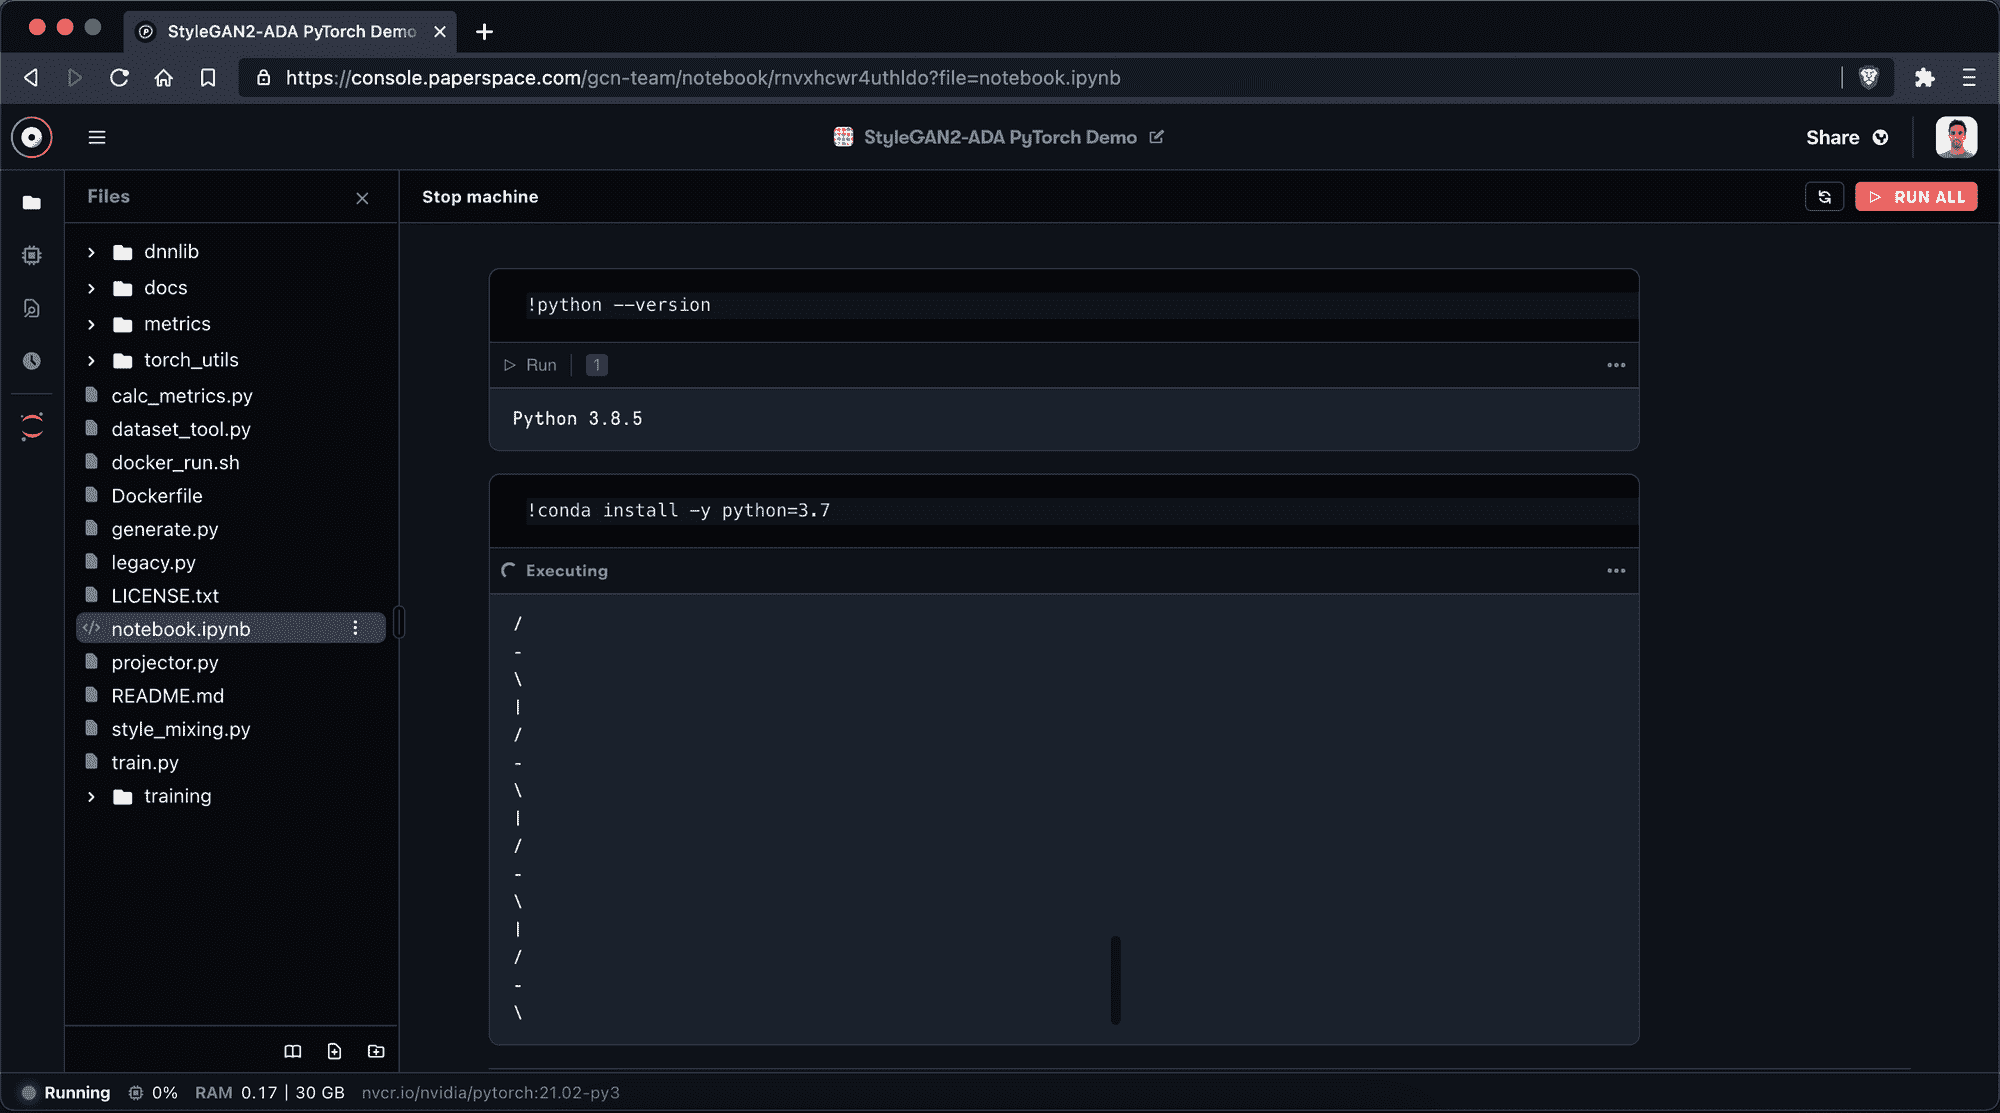 StyleGAN2-ADA PyTorch Demo
https://console.paperspace.com/gcn-team/notebook/rnvxhcwr4uthldo?file=notebook.ipynb
StyleGAN2-ADA PyTorch Demo
Share
Files
Stop machine
RUN ALL
dnnlib
docs
metrics
torch_utils
calc_metrics.py
dataset_tool.py
docker_run.sh
Dockerfile
generate.py
legacy.py
LICENSE.txt
notebook.ipynb
projector.py
README.md
style_mixing.py
train.py
training
!python --version
Run 1
Python 3.8.5
!conda install -y python=3.7
Executing
/
-
\
|
/
-
\
|
/
-
\
|
/
-
\
Running 0% RAM 0.17 | 30 GB nvcr.io/nvidia/pytorch:21.02-py3